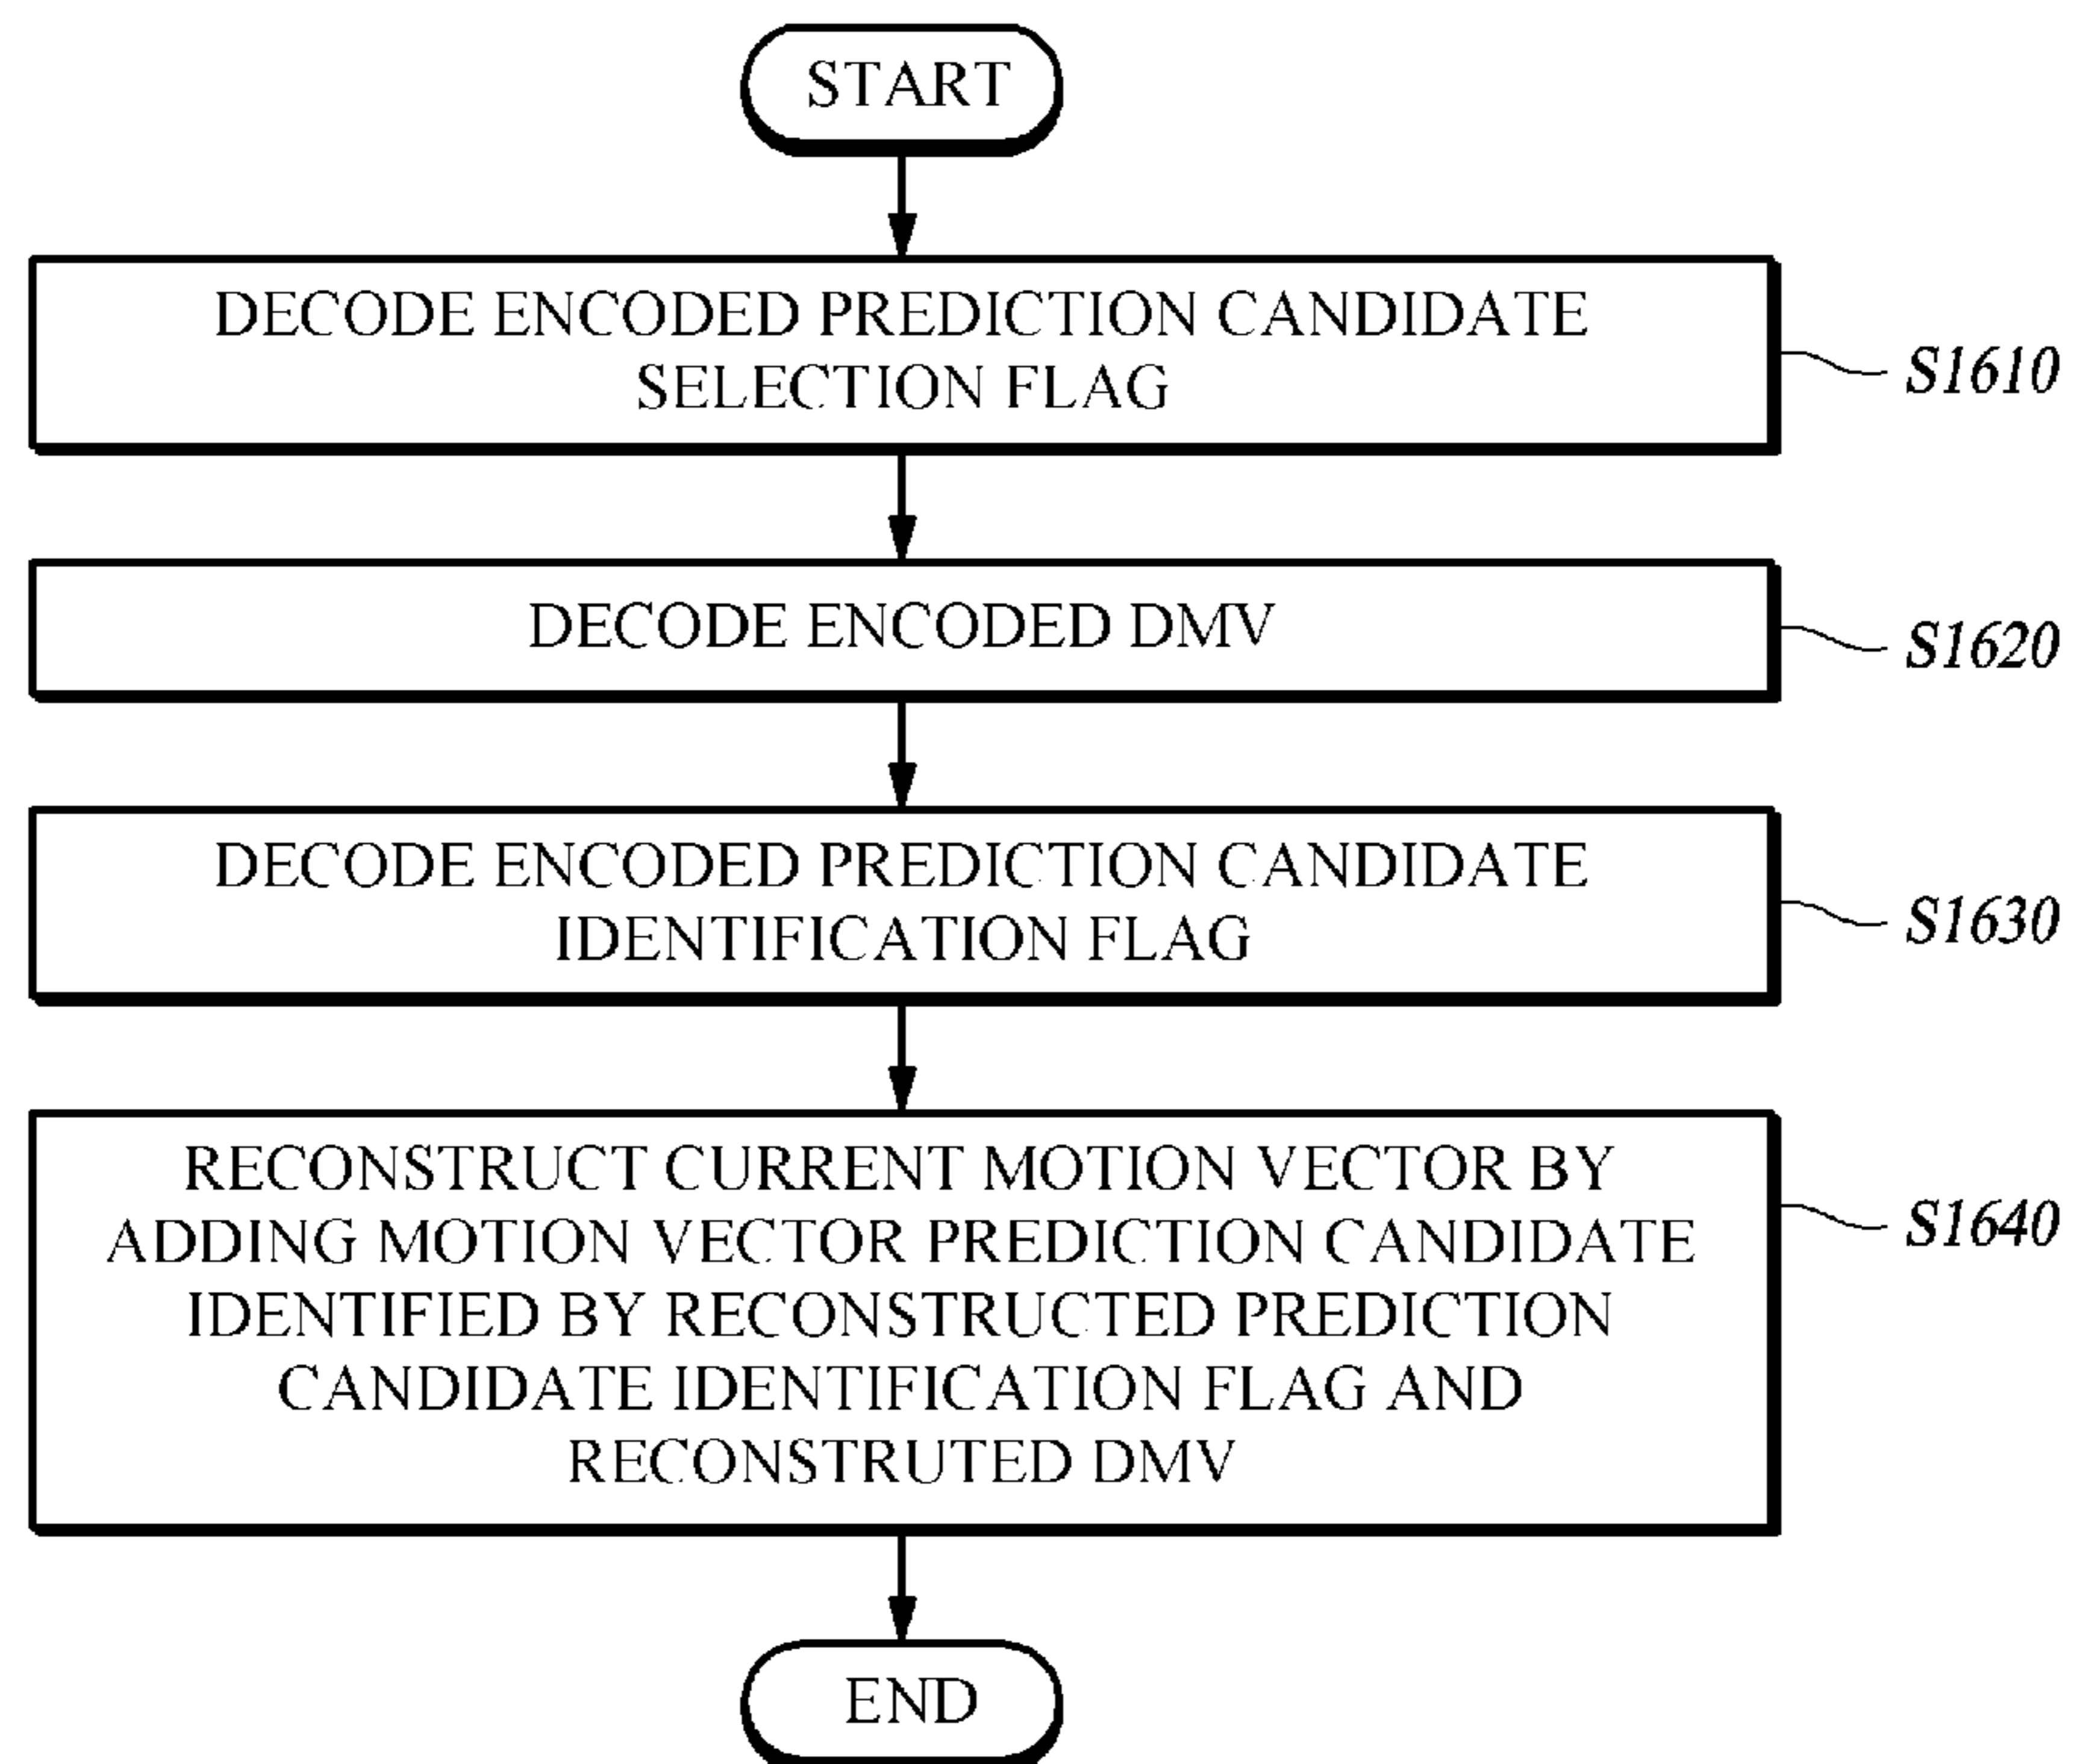 START
DECODE ENCODED PREDICTION CANDIDATE
SELECTION FLAG
S1610
DECODE ENCODED DMV
S1620
DECODE ENCODED PREDICTION CANDIDATE
IDENTIFICATION FLAG
S1630
RECONSTRUCT CURRENT MOTION VECTOR BY
ADDING MOTION VECTOR PREDICTION CANDIDATE
IDENTIFIED BY RECONSTRUCTED PREDICTION
CANDIDATE IDENTIFICATION FLAG AND
RECONSTRUTED DMV
S1640
END